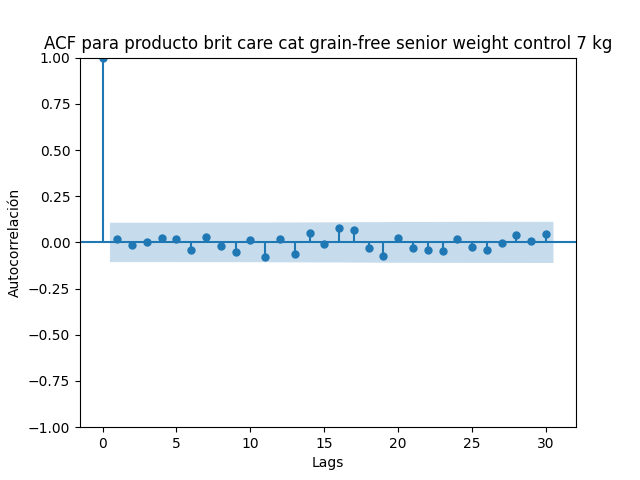 ACF para producto brit care cat grain-free senior weight control 7 kg
1.00
0.75
0.50
0.25
0.00
−0.25
−0.50
−0.75
−1.00
Autocorrelación
0 5 10 15 20 25 30
Lags